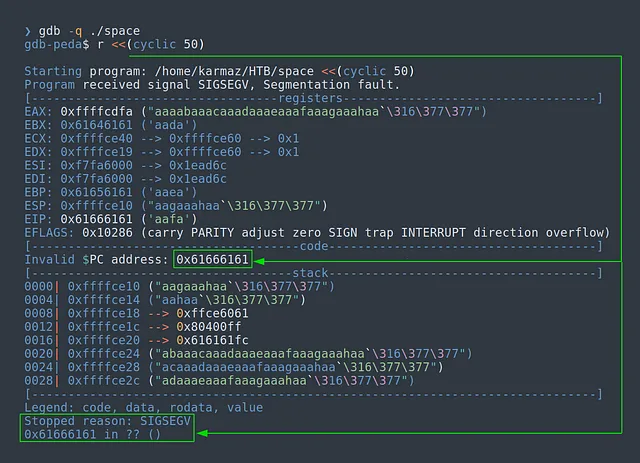 ❯ gdb -q ./space
gdb-peda$ r <<(cyclic 50)
Starting program: /home/karmaz/HTB/space <<(cyclic 50)
Program received signal SIGSEGV, Segmentation fault.
[----------------------------------registers-----------------------------------]
EAX: 0xffffcdfa ("aaaabaaacaaadaaaeaaafaaagaaahaa`\316\377\377")
EBX: 0x61646161 ('aada')
ECX: 0xffffce40 --> 0xffffce60 --> 0x1
EDX: 0xffffce19 --> 0xffffce60 --> 0x1
ESI: 0xf7fa6000 --> 0x1ead6c
EDI: 0xf7fa6000 --> 0x1ead6c
EBP: 0x61656161 ('aaea')
ESP: 0xffffce10 ("aagaaahaa`\316\377\377")
EIP: 0x61666161 ('aafa')
EFLAGS: 0x10286 (carry PARITY adjust zero SIGN trap INTERRUPT direction overflow)
[-------------------------------------code-------------------------------------]
Invalid $PC address: 0x61666161
[------------------------------------stack-------------------------------------]
0000| 0xffffce10 ("aagaaahaa`\316\377\377")
0004| 0xffffce14 ("aahaa`\316\377\377")
0008| 0xffffce18 --> 0xffce6061
0012| 0xffffce1c --> 0x80400ff
0016| 0xffffce20 --> 0x616161fc
0020| 0xffffce24 ("abaaacaaadaaaeaaafaaagaaahaa`\316\377\377")
0024| 0xffffce28 ("acaaadaaaeaaafaaagaaahaa`\316\377\377")
0028| 0xffffce2c ("adaaaeaaafaaagaaahaa`\316\377\377")
[------------------------------------------------------------------------------]
Legend: code, data, rodata, value
Stopped reason: SIGSEGV
0x61666161 in ?? ()